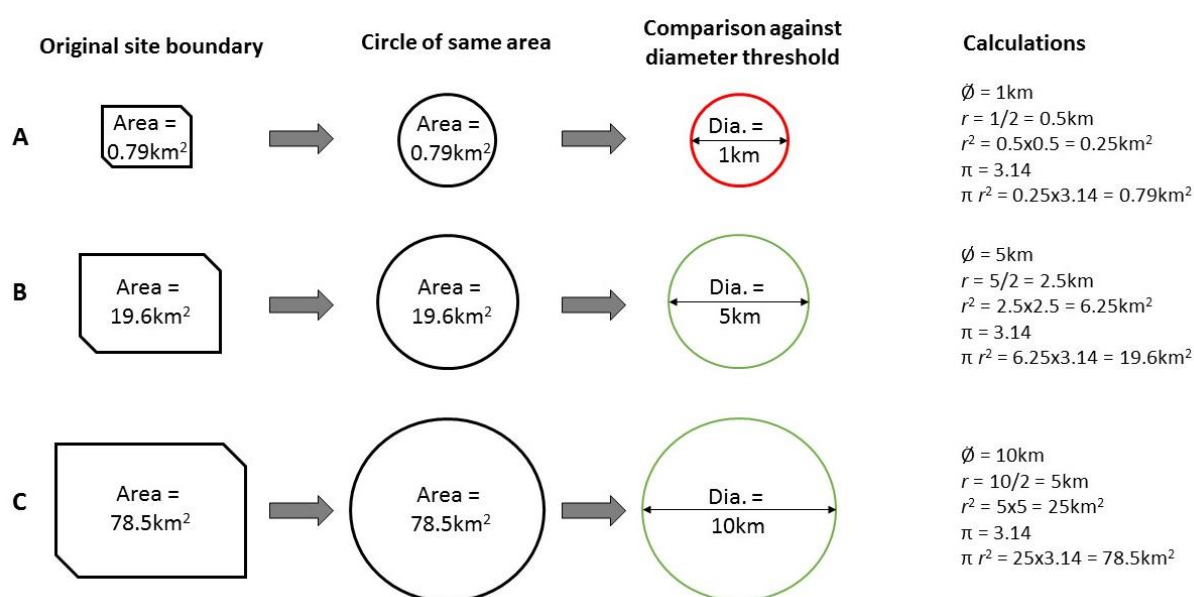 Original site boundary
Circle of same area
Comparison against
diameter threshold
Calculations
A
Area =
0.79km²
Area =
0.79km²
Dia. =
1km
Ø = 1km
r = 1/2 = 0.5km
r² = 0.5x0.5 = 0.25km²
π = 3.14
π r² = 0.25x3.14 = 0.79km²
B
Area =
19.6km²
Area =
19.6km²
Dia. =
5km
Ø = 5km
r = 5/2 = 2.5km
r² = 2.5x2.5 = 6.25km²
π = 3.14
π r² = 6.25x3.14 = 19.6km²
C
Area =
78.5km²
Area =
78.5km²
Dia. =
10km
Ø = 10km
r = 10/2 = 5km
r² = 5x5 = 25km²
π = 3.14
π r² = 25x3.14 = 78.5km²